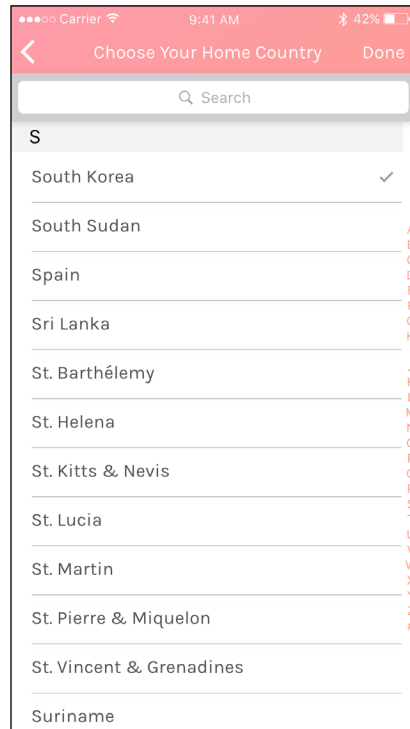 Carrier 9:41 AM 42%
Choose Your Home Country Done
Search
S
South Korea
South Sudan
Spain
Sri Lanka
St. Barthélemy
St. Helena
St. Kitts & Nevis
St. Lucia
St. Martin
St. Pierre & Miquelon
St. Vincent & Grenadines
Suriname